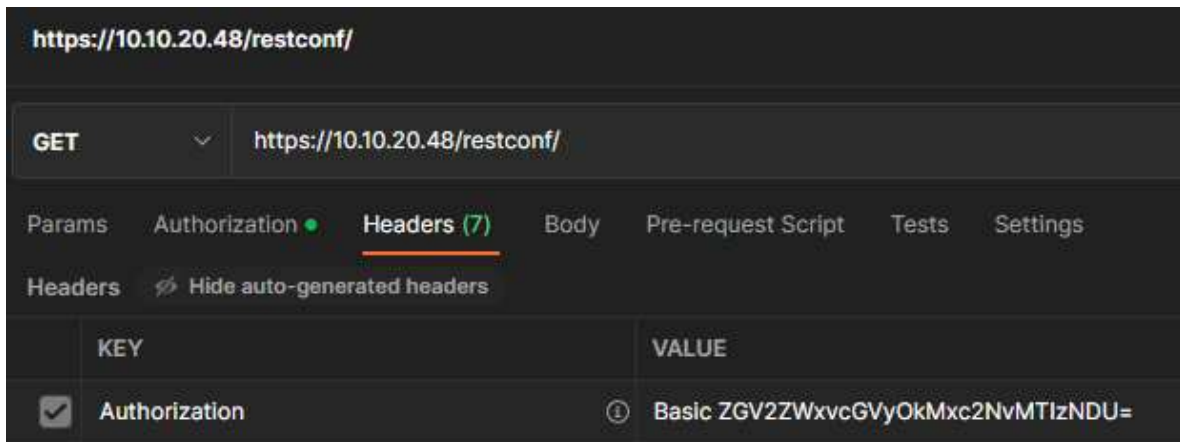 https://10.10.20.48/restconf/
GET https://10.10.20.48/restconf/
Params Authorization Headers (7) Body Pre-request Script Tests Settings
Headers Hide auto-generated headers
KEY VALUE
Authorization Basic ZGV2ZWxvcGVyOkMxc2NvMTIzNDU=